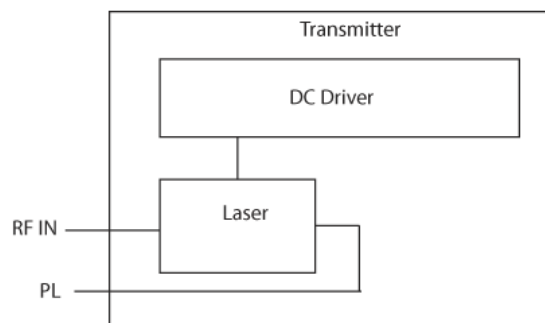 Transmitter
DC Driver
Laser
RF IN
PL